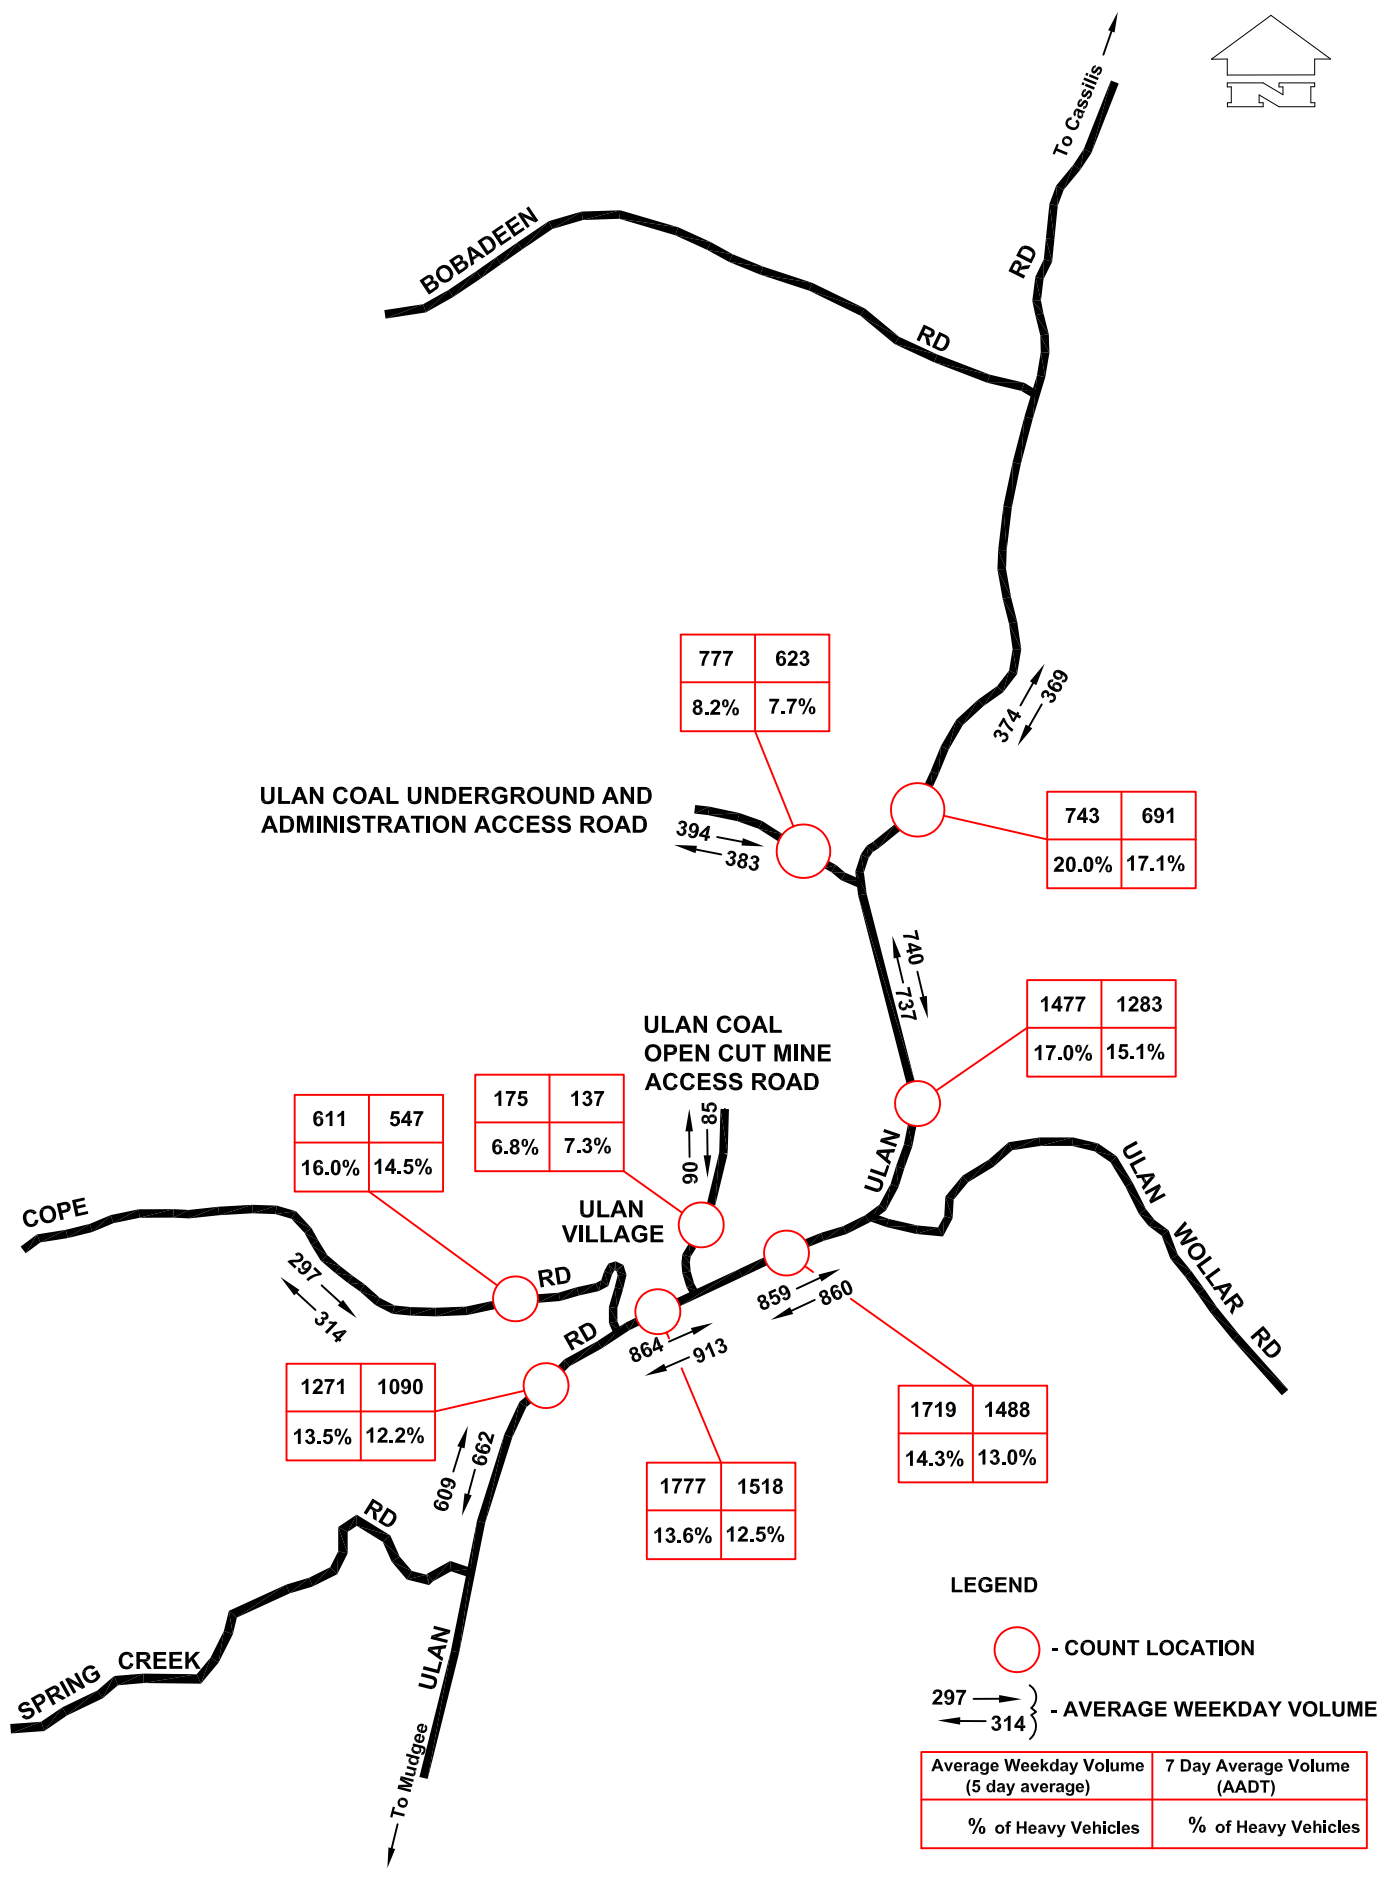 To Cassilis
N
BOBADEEN
RD
RD
374
369
777 623
8.2% 7.7%
ULAN COAL UNDERGROUND AND
ADMINISTRATION ACCESS ROAD
394
383
743 691
20.0% 17.1%
740
737
1477 1283
17.0% 15.1%
ULAN COAL
OPEN CUT MINE
ACCESS ROAD
90
85
175 137
6.8% 7.3%
611 547
16.0% 14.5%
ULAN
ULAN
WOLLAR
RD
COPE
RD
ULAN
VILLAGE
297
314
859
860
RD
864
913
1271 1090
13.5% 12.2%
1719 1488
14.3% 13.0%
609
662
1777 1518
13.6% 12.5%
RD
CREEK
SPRING
ULAN
To Mudgee
LEGEND
- COUNT LOCATION
297
314
- AVERAGE WEEKDAY VOLUME
Average Weekday Volume
(5 day average)
7 Day Average Volume
(AADT)
% of Heavy Vehicles
% of Heavy Vehicles